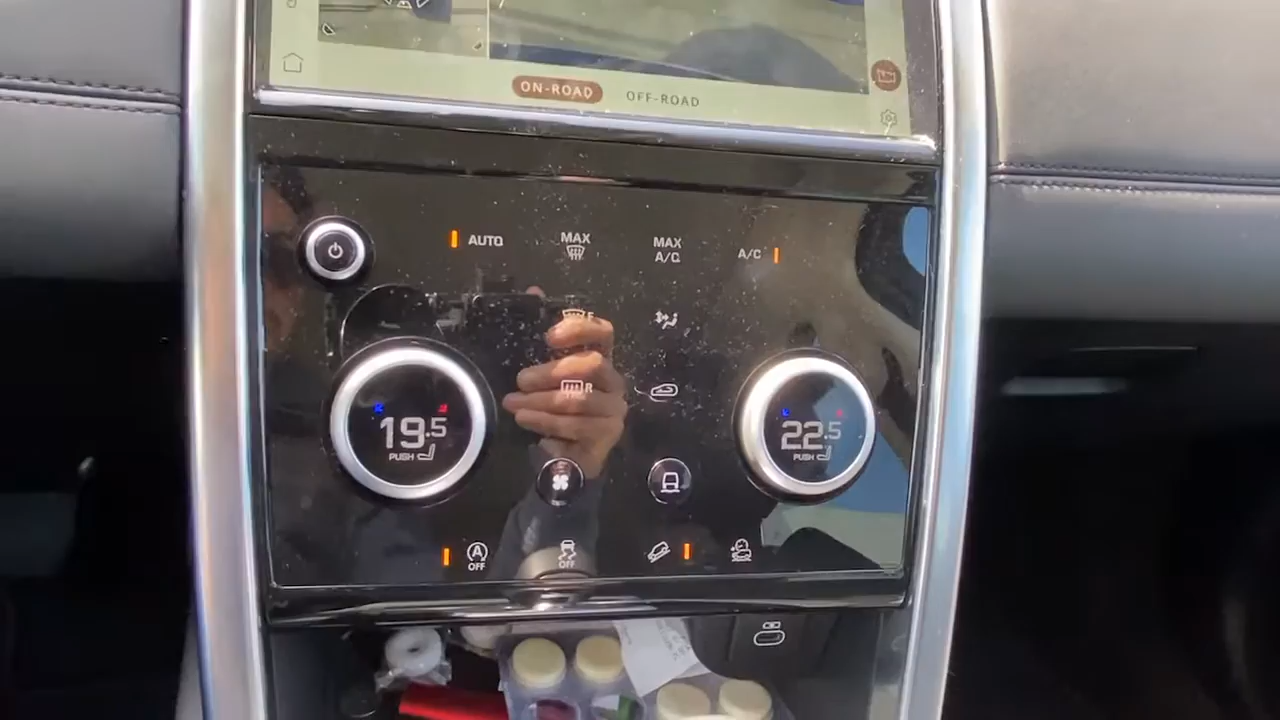 ON-ROAD OFF-ROAD
AUTO
MAX
MAX
A/C
A/C
F
R
19.5
PUSH
22.5
PUSH
A
OFF
OFF